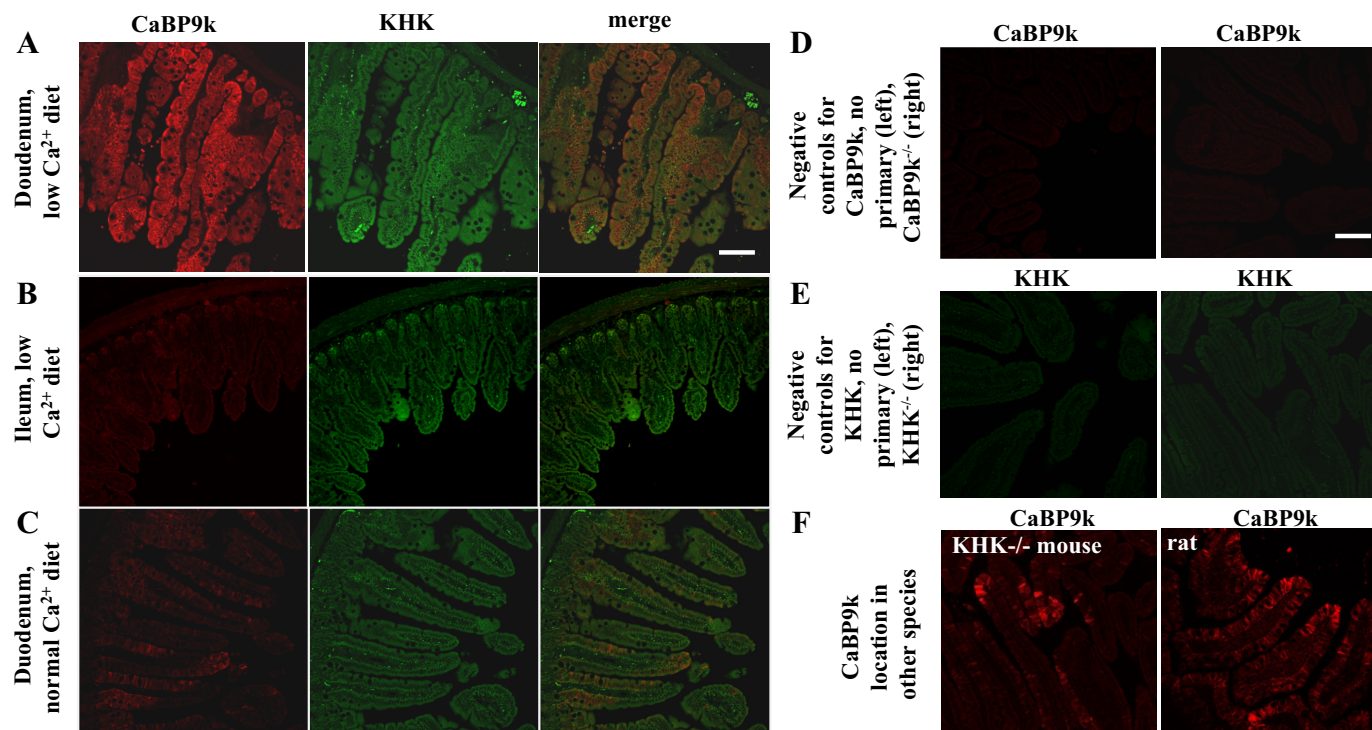 CaBP9k KHK merge
A
Doudenum,
low Ca²⁺ diet
B
Ileum, low
Ca²⁺ diet
C
Duodenum,
normal Ca²⁺ diet
D
CaBP9k CaBP9k
Negative
controls for
CaBP9k, no
primary (left),
CaBP9k⁻/⁻ (right)
E
KHK KHK
Negative
controls for
KHK, no
primary (left),
KHK⁻/⁻ (right)
F
CaBP9k CaBP9k
KHK-/- mouse
rat
CaBP9k
location in
other species